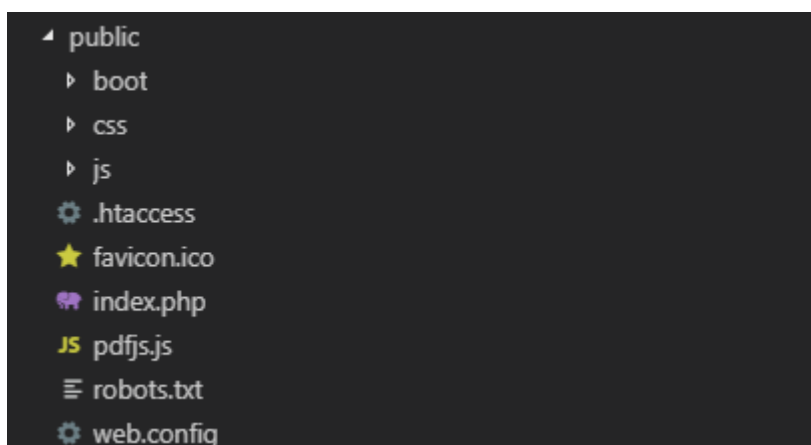 public
boot
css
js
.htaccess
favicon.ico
index.php
JS pdfjs.js
robots.txt
web.config